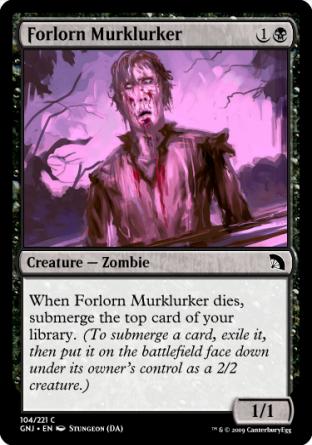 Forlorn Murklurker 1
Creature — Zombie
When Forlorn Murklurker dies,
submerge the top card of your
library. (To submerge a card, exile it,
then put it on the battlefield face down
under its owner's control as a 2/2
creature.)
1/1
104/221 C
GNJ • EN STURGEON (DA)
™ & © 2019 CanterburyEgg